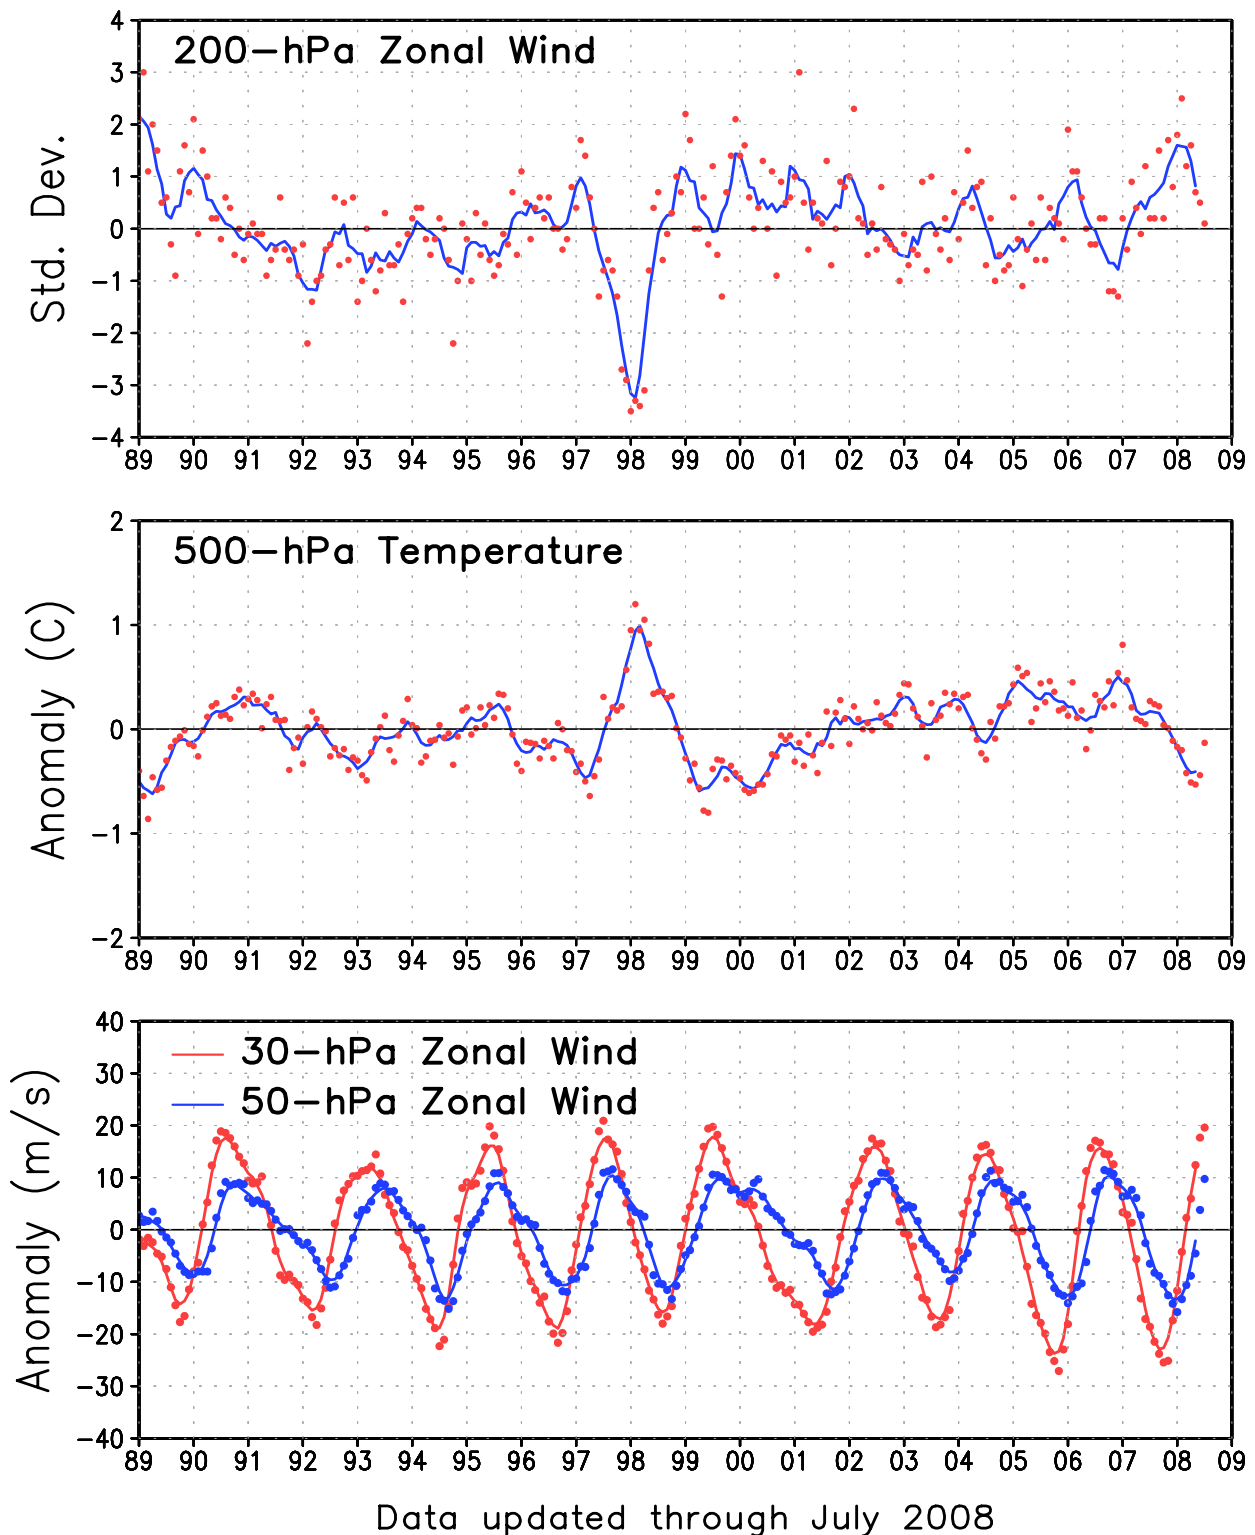 200-hPa Zonal Wind
Std. Dev.
4
3
2
1
0
-1
-2
-3
-4
89 90 91 92 93 94 95 96 97 98 99 00 01 02 03 04 05 06 07 08 09
500-hPa Temperature
Anomaly (C)
2
1
0
-1
-2
89 90 91 92 93 94 95 96 97 98 99 00 01 02 03 04 05 06 07 08 09
30-hPa Zonal Wind
50-hPa Zonal Wind
Anomaly (m/s)
40
30
20
10
0
-10
-20
-30
-40
89 90 91 92 93 94 95 96 97 98 99 00 01 02 03 04 05 06 07 08 09
Data updated through July 2008